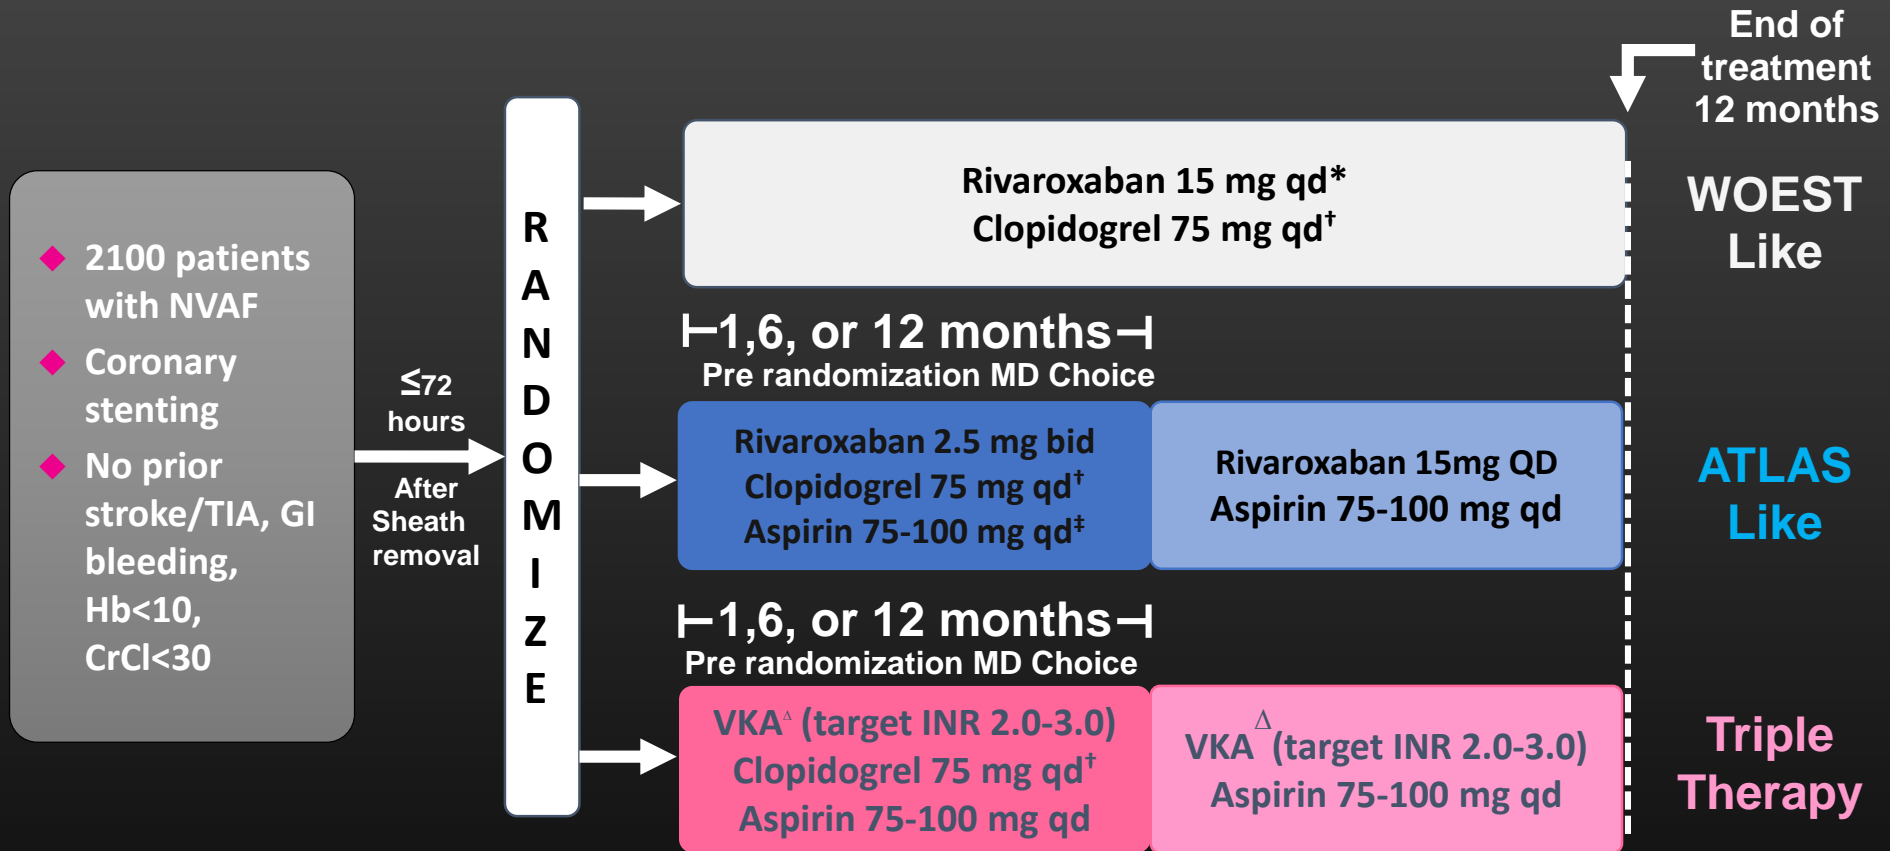 2100 patients
with NVAF
Coronary
stenting
No prior
stroke/TIA, GI
bleeding,
Hb<10,
CrCl<30
≤72
hours
After
Sheath
removal
R
A
N
D
O
M
I
Z
E
Rivaroxaban 15 mg qd*
Clopidogrel 75 mg qd†
1,6, or 12 months
Pre randomization MD Choice
Rivaroxaban 2.5 mg bid
Clopidogrel 75 mg qd†
Aspirin 75-100 mg qd‡
Rivaroxaban 15mg QD
Aspirin 75-100 mg qd
1,6, or 12 months
Pre randomization MD Choice
VKAΔ (target INR 2.0-3.0)
Clopidogrel 75 mg qd†
Aspirin 75-100 mg qd
VKAΔ (target INR 2.0-3.0)
Aspirin 75-100 mg qd
End of
treatment
12 months
WOEST
Like
ATLAS
Like
Triple
Therapy